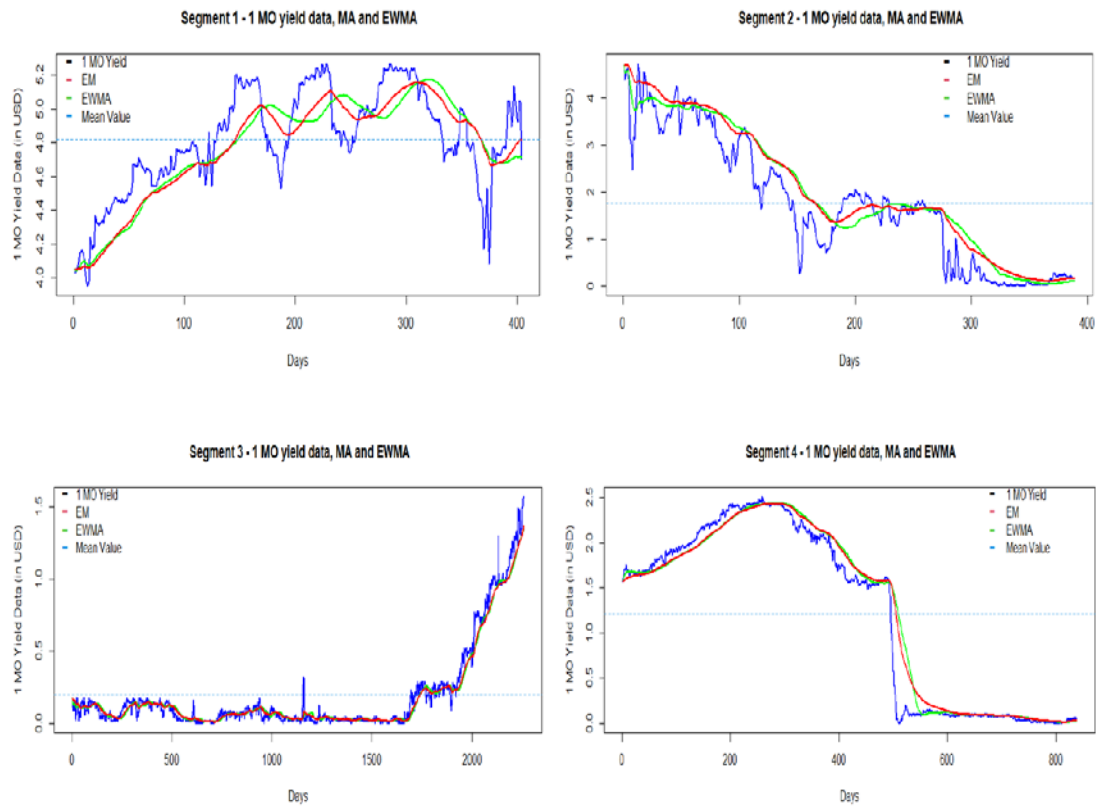 Segment 1 - 1 MO yield data, MA and EWMA
1 MO Yield
EM
EWMA
Mean Value
1 MO Yield Data (in USD)
5.2
5.0
4.8
4.6
4.4
4.2
4.0
0
100
200
300
400
Days
Segment 2 - 1 MO yield data, MA and EWMA
1 MO Yield
EM
EWMA
Mean Value
1 MO Yield Data (in USD)
4
3
2
1
0
0
100
200
300
400
Days
Segment 3 - 1 MO yield data, MA and EWMA
1 MO Yield
EM
EWMA
Mean Value
1 MO Yield Data (in USD)
1.5
1.0
0.5
0.0
0
500
1000
1500
2000
Days
Segment 4 - 1 MO yield data, MA and EWMA
1 MO Yield
EM
EWMA
Mean Value
1 MO Yield Data (in USD)
2.5
2.0
1.5
1.0
0.5
0.0
0
200
400
600
800
Days